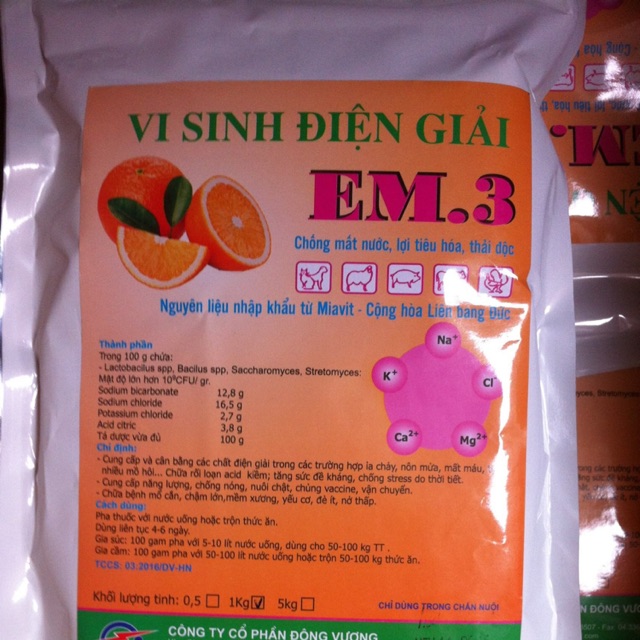 VI SINH ĐIỆN GIẢI
EM.3
Chống mất nước, lợi tiêu hóa, thải độc
Nguyên liệu nhập khẩu từ Miavit - Cộng hòa Liên bang Đức
Thành phần
Trong 100 g chứa:
- Lactobacilus spp, Bacilus spp, Saccharomyces, Stretomyces:
Mật độ lớn hơn 10⁸CFU/ gr.
Sodium bicarbonate 12,8 g
Sodium chloride 16,5 g
Potassium chloride 2,7 g
Acid citric 3,8 g
Tá dược vừa đủ 100 g
Na⁺
K⁺
Cl⁻
Ca²⁺
Mg²⁺
Chỉ định:
- Cung cấp và cân bằng các chất điện giải trong các trường hợp ỉa chảy, nôn mửa, mất máu,
nhiều mồ hôi... Chữa rối loạn acid kiềm; tăng sức đề kháng, chống stress do thời tiết.
- Cung cấp năng lượng, chống nóng, nuôi chật, chủng vaccine, vận chuyển.
- Chữa bệnh mổ cắn, chậm lớn,mềm xương, yếu cơ, đẻ ít, nở thấp.
Cách dùng:
Pha thuốc với nước uống hoặc trộn thức ăn.
Dùng liên tục 4-6 ngày.
Gia súc: 100 gam pha với 5-10 lít nước uống, dùng cho 50-100 kg TT .
Gia cầm: 100 gam pha với 50-100 lít nước uống hoặc trộn 50-100 kg thức ăn.
TCCS: 03:2016/DV-HN
Khối lượng tịnh: 0,5 1Kg 5kg
CHỈ DÙNG TRONG CHĂN NUÔI
CÔNG TY CỔ PHẦN ĐÔNG VƯƠNG